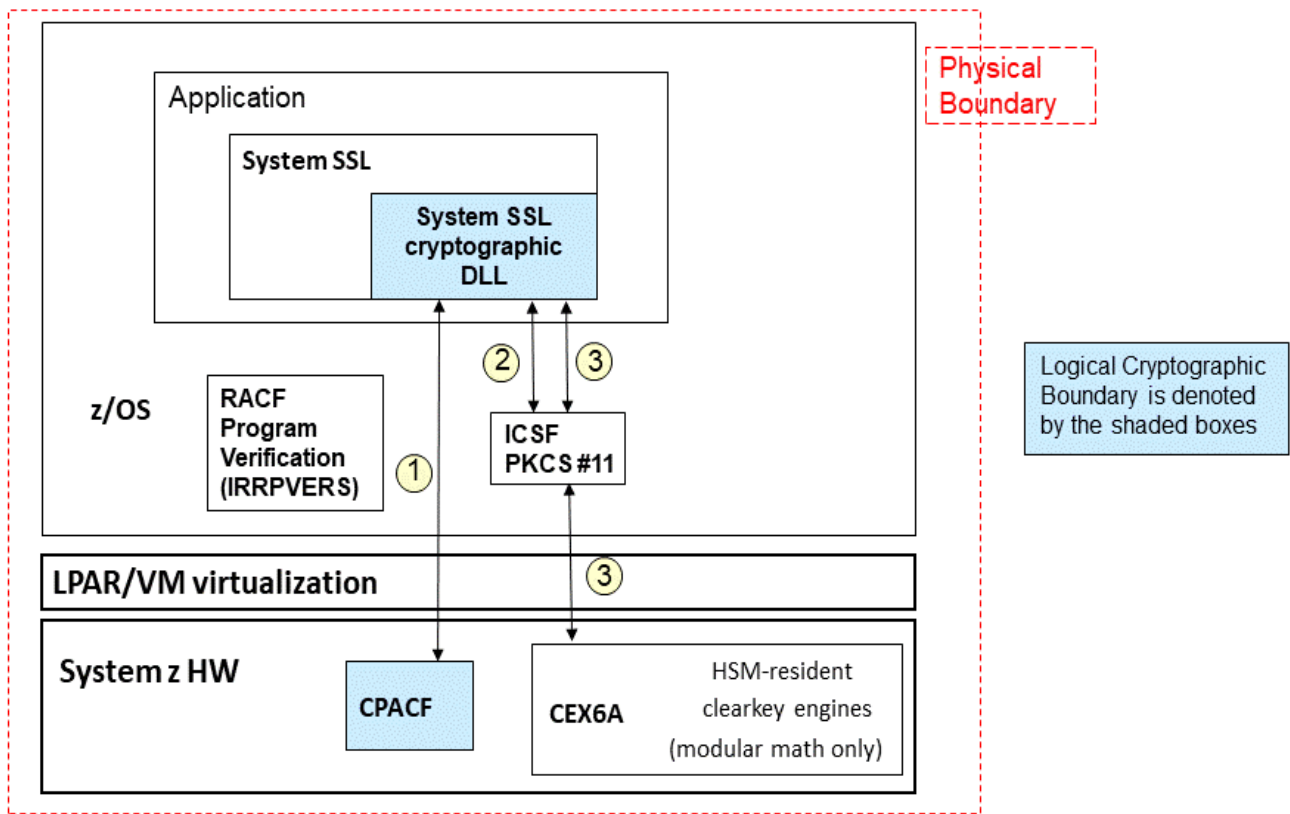 Physical
Boundary
Application
System SSL
System SSL
cryptographic
DLL
2
3
Logical Cryptographic
Boundary is denoted
by the shaded boxes
z/OS
RACF
Program
Verification
(IRRPVERS)
1
ICSF
PKCS #11
LPAR/VM virtualization
3
System z HW
CPACF
CEX6A
HSM-resident
clearkey engines
(modular math only)